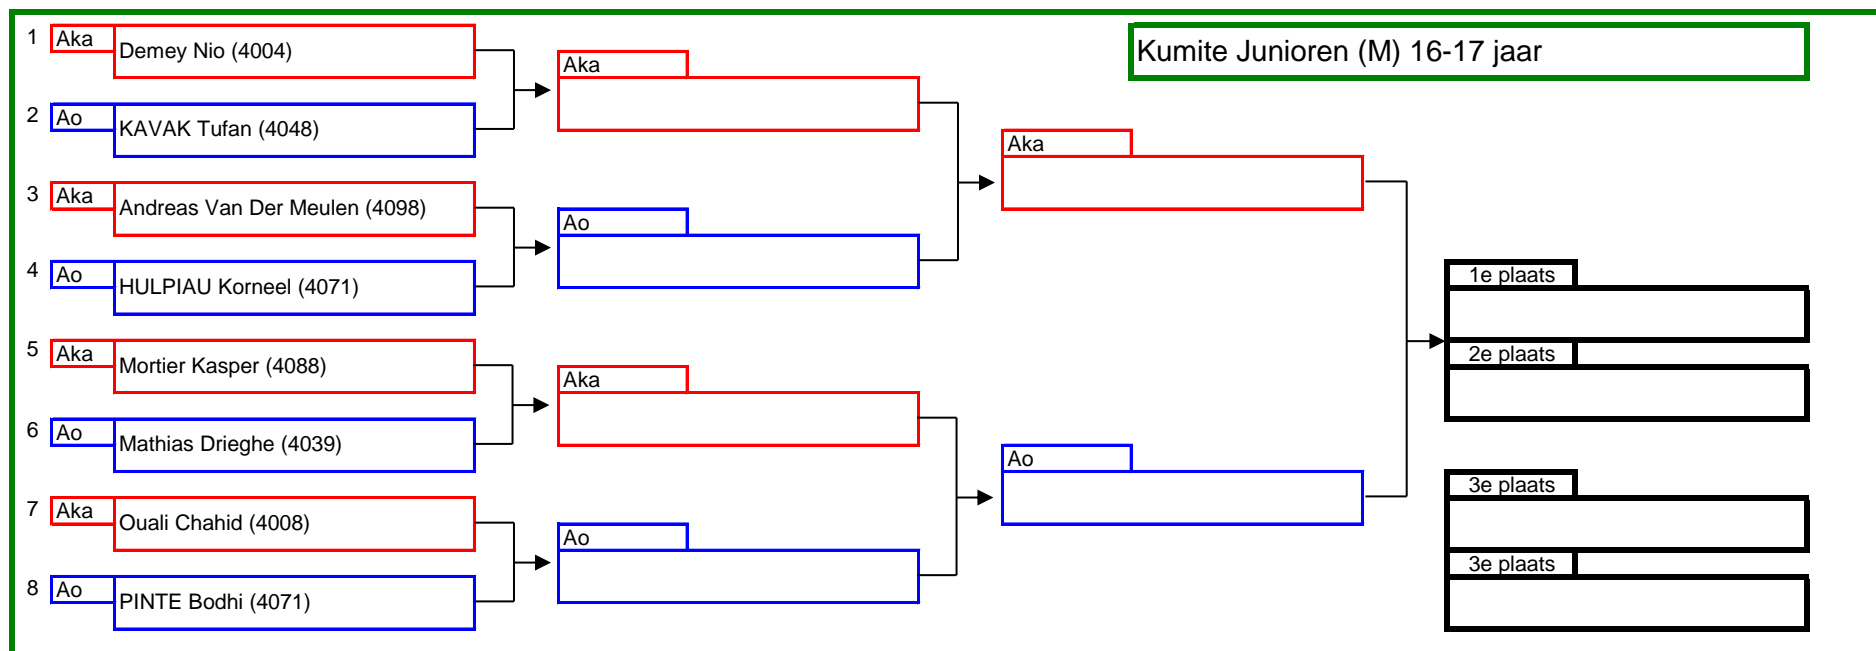 Kumite Junioren (M) 16-17 jaar
1 Aka
Demey Nio (4004)
2 Ao
KAVAK Tufan (4048)
3 Aka
Andreas Van Der Meulen (4098)
4 Ao
HULPIAU Korneel (4071)
5 Aka
Mortier Kasper (4088)
6 Ao
Mathias Drieghe (4039)
7 Aka
Ouali Chahid (4008)
8 Ao
PINTE Bodhi (4071)
Aka
Ao
Aka
Ao
Aka
Ao
1e plaats
2e plaats
3e plaats
3e plaats